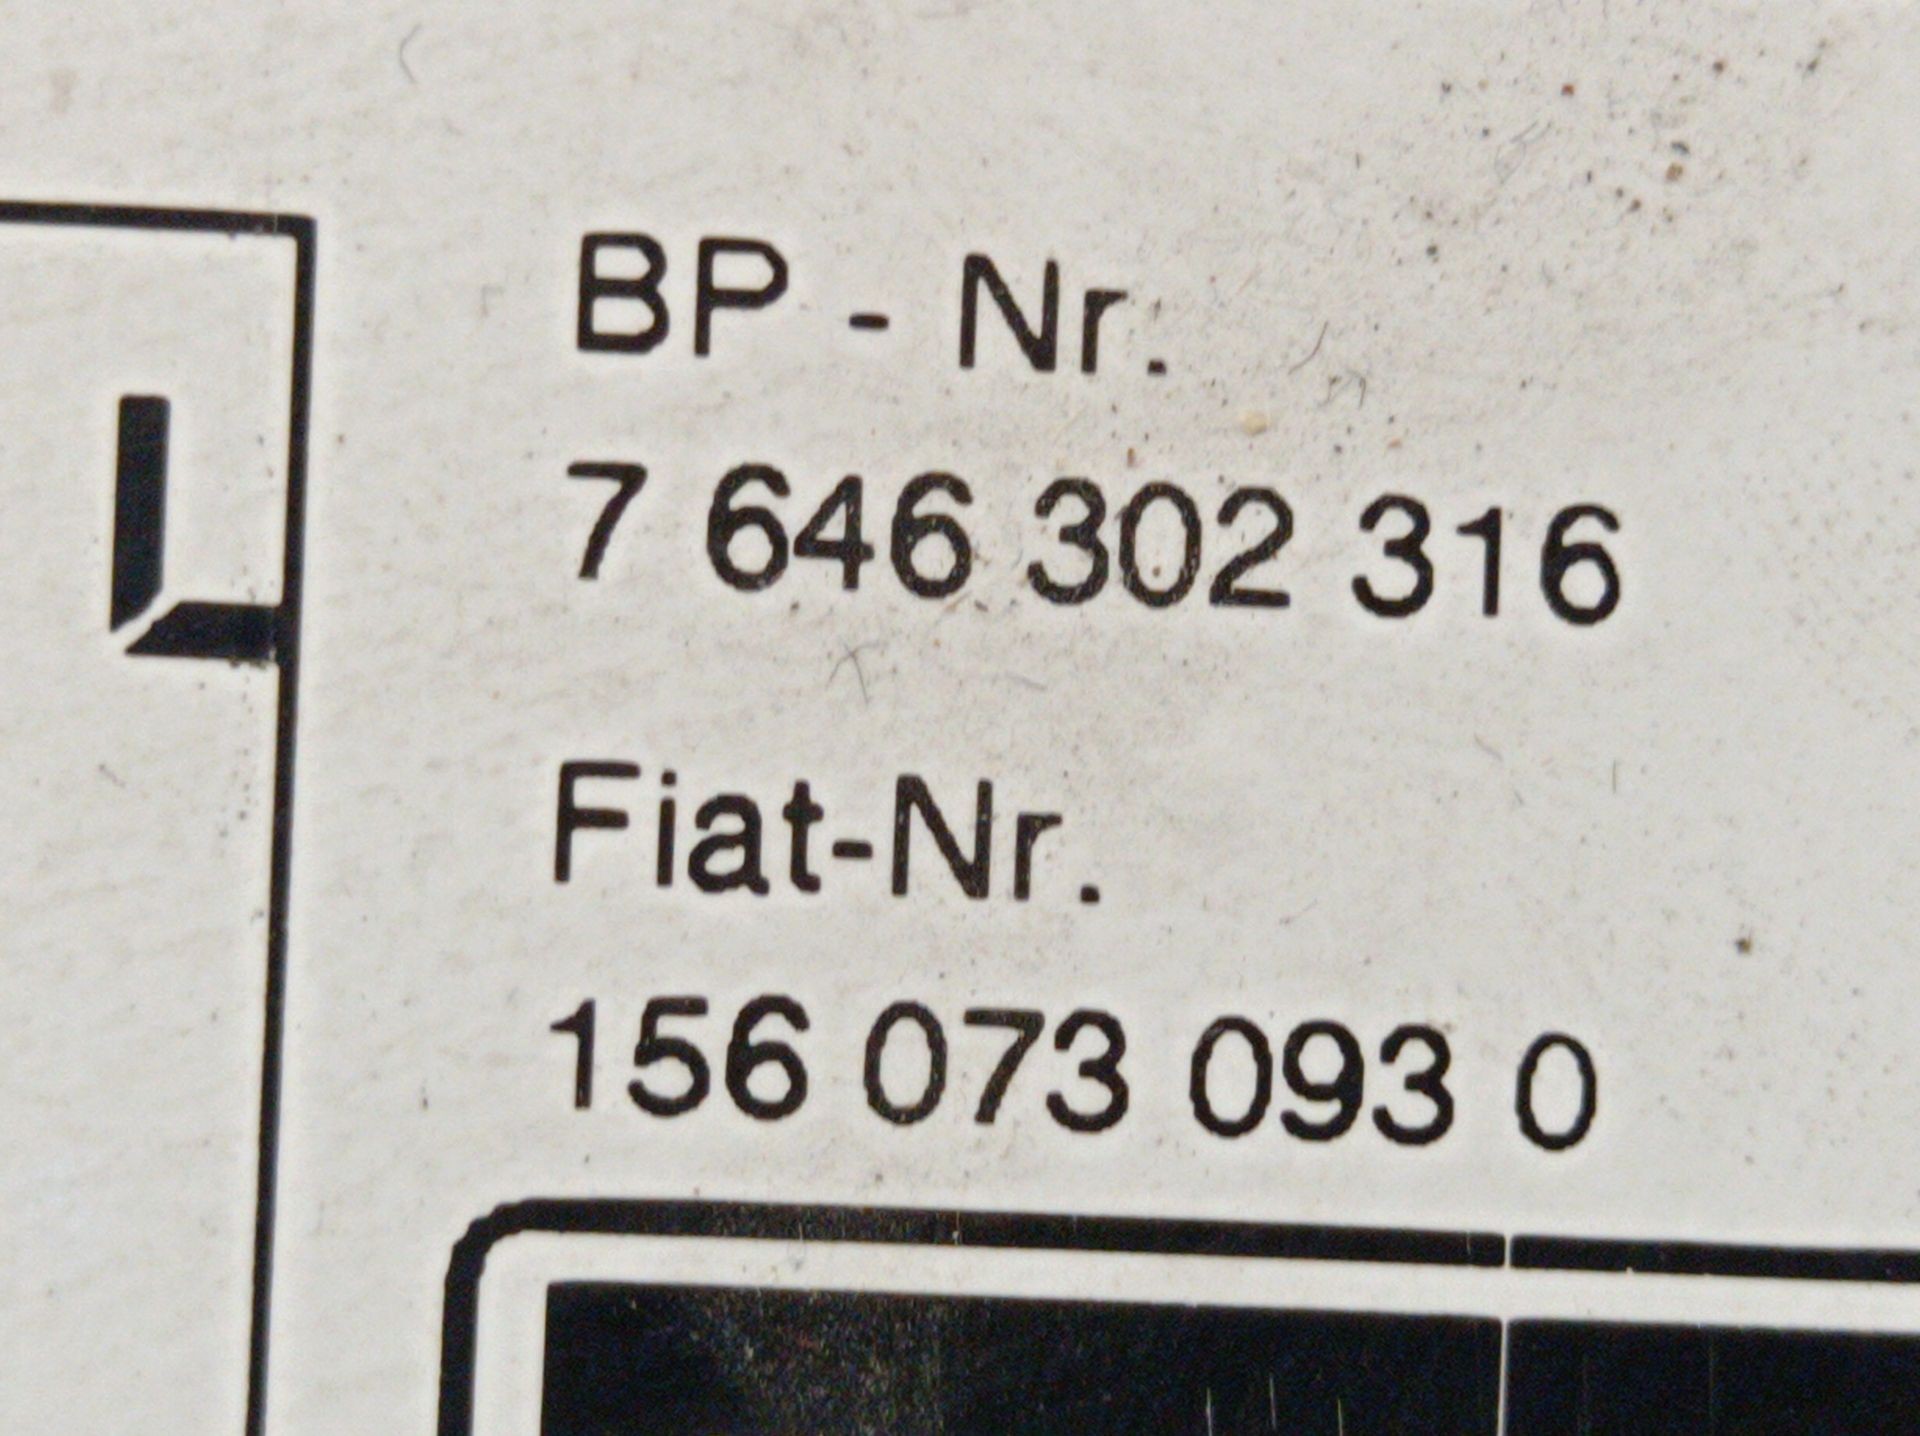 BP - Nr.
7 646 302 316
Fiat-Nr.
156 073 093 0